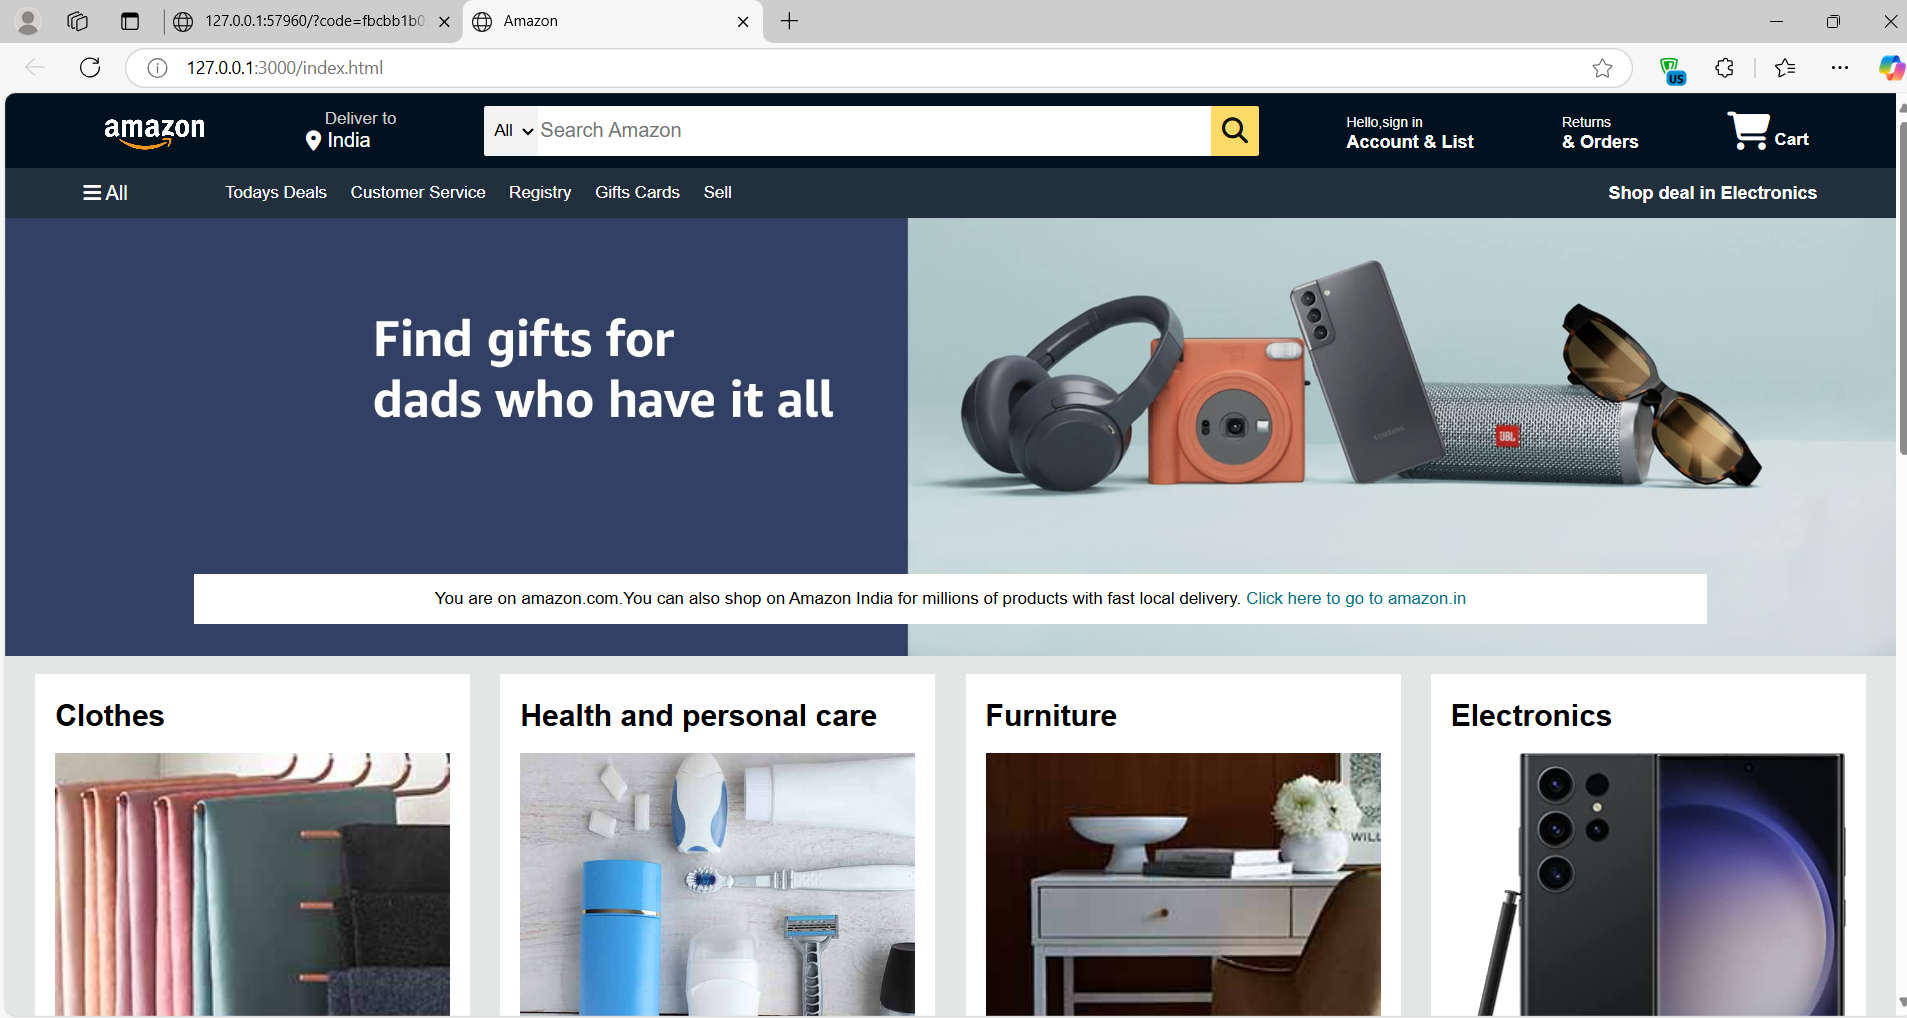 127.0.0.1:57960/?code=fbcbb1b0
Amazon
127.0.0.1:3000/index.html
US
amazon
Deliver to
India
All
Search Amazon
Hello,sign in
Account & List
Returns
& Orders
Cart
All
Todays Deals
Customer Service
Registry
Gifts Cards
Sell
Shop deal in Electronics
Find gifts for
dads who have it all
SAMSUNG
JBL
You are on amazon.com.You can also shop on Amazon India for millions of products with fast local delivery. Click here to go to amazon.in
Clothes
Health and personal care
Furniture
Electronics
WILL